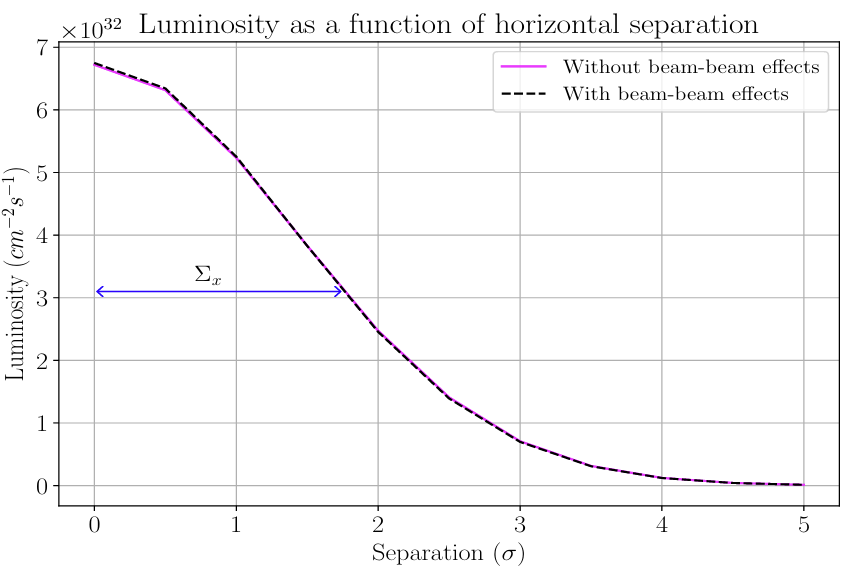 Luminosity as a function of horizontal separation
×10³²
7
6
5
4
3
2
1
0
Luminosity (cm⁻²s⁻¹)
Without beam-beam effects
With beam-beam effects
Σₓ
0 1 2 3 4 5
Separation (σ)